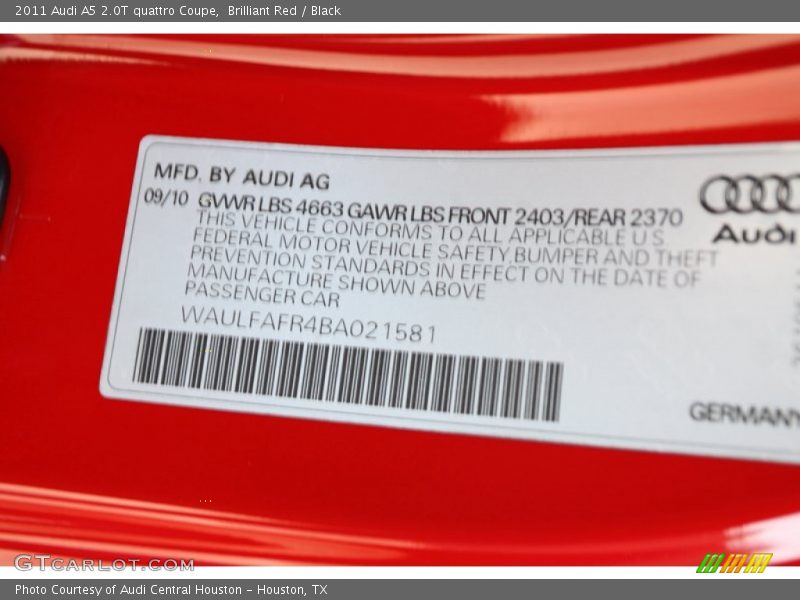 2011 Audi A5 2.0T quattro Coupe,  Brilliant Red / Black
MFD. BY AUDI AG
09/10 GVWR LBS 4663 GAWR LBS FRONT 2403/REAR 2370
THIS VEHICLE CONFORMS TO ALL APPLICABLE U S
FEDERAL MOTOR VEHICLE SAFETY, BUMPER AND THEFT
PREVENTION STANDARDS IN EFFECT ON THE DATE OF
MANUFACTURE SHOWN ABOVE
PASSENGER CAR
WAULFAFR4BA021581
Audi
GERMANY
GTCARLOT.COM
Photo Courtesy of Audi Central Houston - Houston, TX